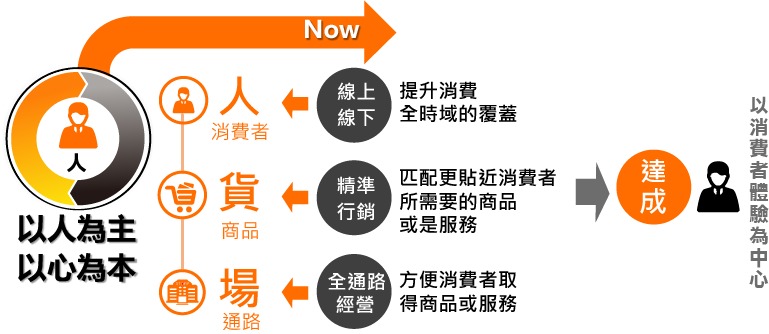 Now
人
以人為主
以心為本
人
消費者
線上
線下
提升消費
全時域的覆蓋
貨
商品
精準
行銷
匹配更貼近消費者
所需要的商品
或是服務
場
通路
全通路
經營
方便消費者取
得商品或服務
達
成
以消費者體驗為中心